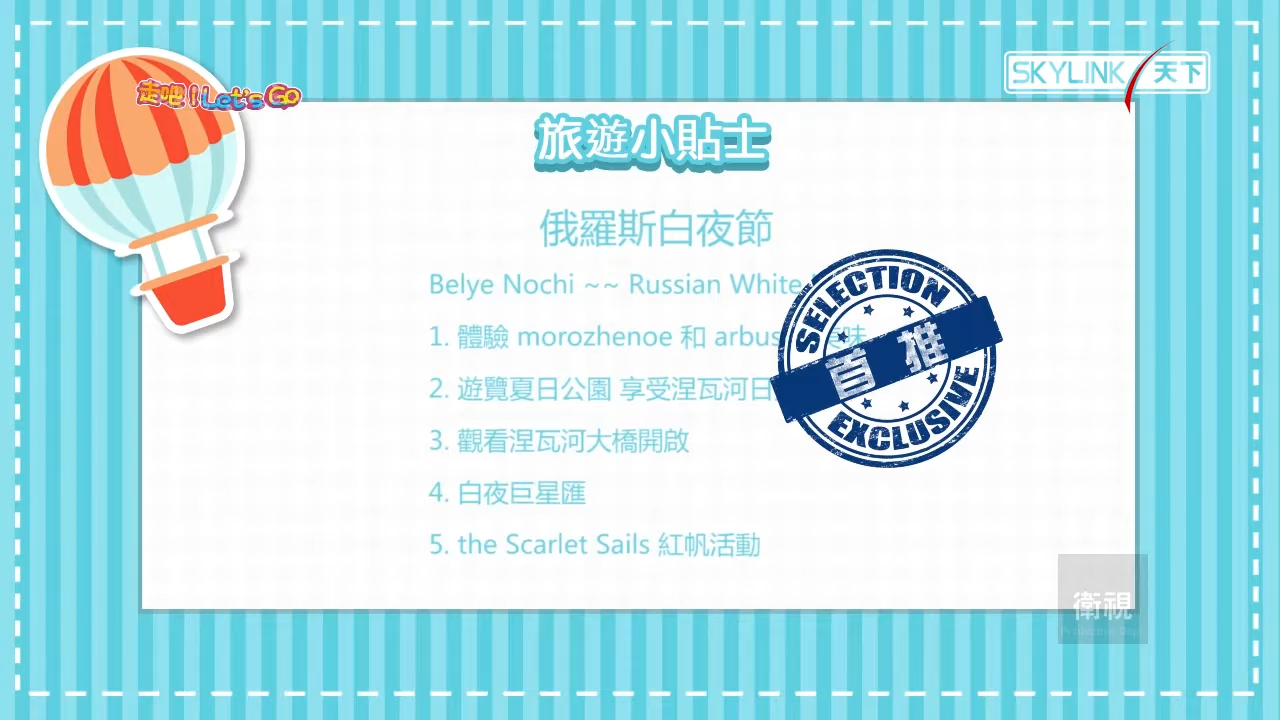 走吧！Let's Go
SKYLINK 天下
旅遊小貼士
俄羅斯白夜節
Belye Nochi ~~ Russian White
1. 體驗 morozhenoe 和 味
2. 遊覽夏日公園 享受涅瓦河日
3. 觀看涅瓦河大橋開啟
4. 白夜巨星匯
5. the Scarlet Sails 紅帆活動
SELECTION
首推
EXCLUSIVE
衛視